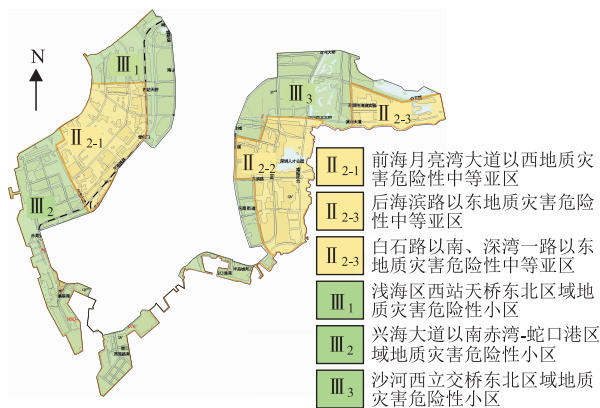 N
III1
III3
II2-3
II2-1
II2-2
III2
II2-1
前海月亮湾大道以西地质灾
害危险性中等亚区
II2-3
后海滨路以东地质灾害危险
性中等亚区
II2-3
白石路以南、深湾一路以东
地质灾害危险性中等亚区
III1
浅海区西站天桥东北区域地
质灾害危险性小区
III2
兴海大道以南赤湾-蛇口港区
域地质灾害危险性小区
III3
沙河西立交桥东北区域地质
灾害危险性小区